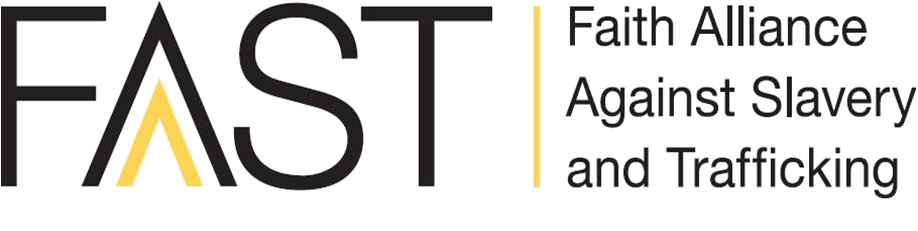 FAST
Faith Alliance
Against Slavery
and Trafficking